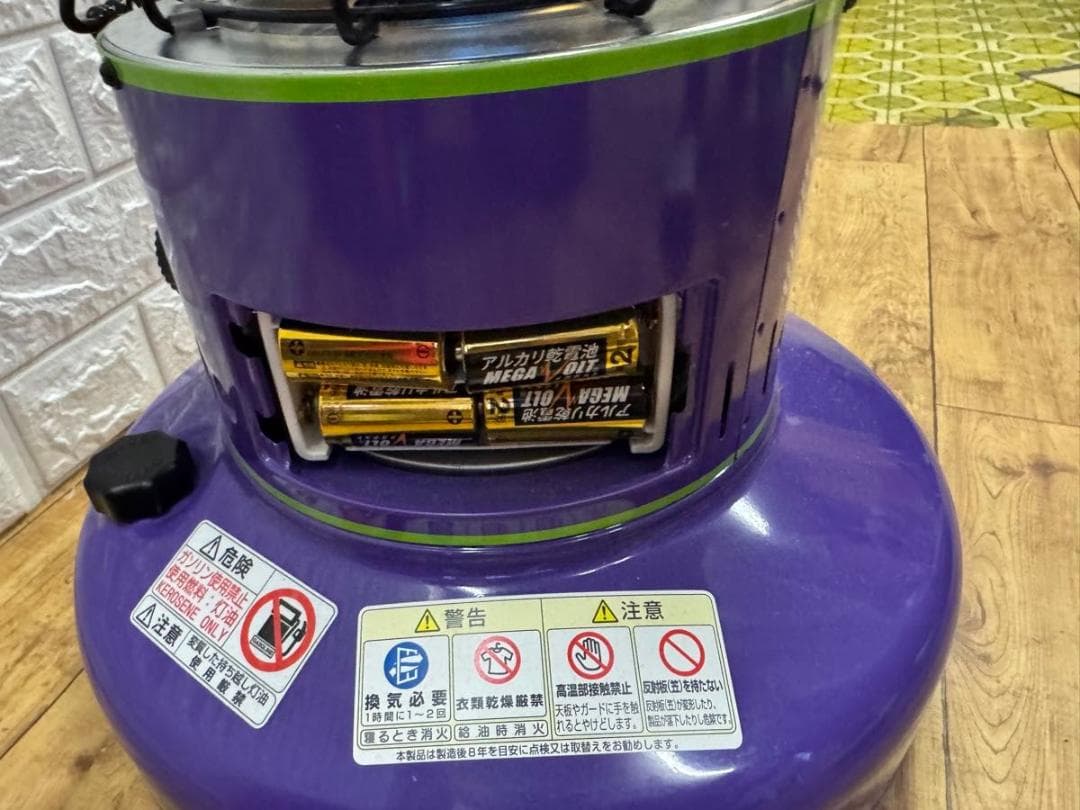 アルカリ乾電池
MEGA VOLT
2
MEGA VOLT
アルカリ乾電池
2
危険
ガソリン使用禁止
使用燃料・灯油
KEROSENE ONLY
GASOLINE
注意
変質した持ち越し灯油
使用厳禁
警告
注意
換気必要
1時間に1~2回
衣類乾燥厳禁
寝るとき消火
給油時消火
高温部接触禁止
天板やガードに手を触
れるとやけどします。
反射板(笠)を持たない
反射板(笠)が変形したり、
製品が落下したりし危険です。
本製品は製造後8年を目安に点検又は取替えをお勧めします。